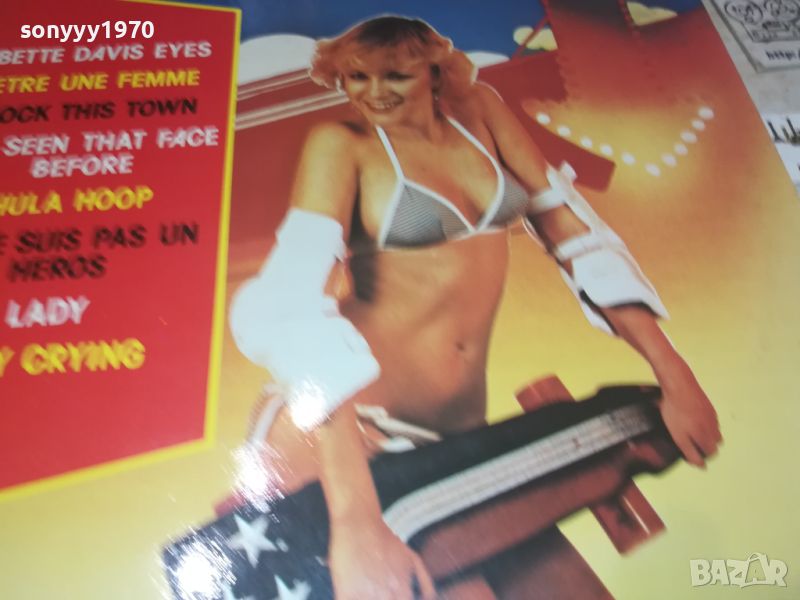 sonyyy1970
BETTE DAVIS EYES
ETRE UNE FEMME
OCK THIS TOWN
SEEN THAT FACE
BEFORE
HULA HOOP
E SUIS PAS UN
HEROS
LADY
Y CRYING
http:/
BAZAR